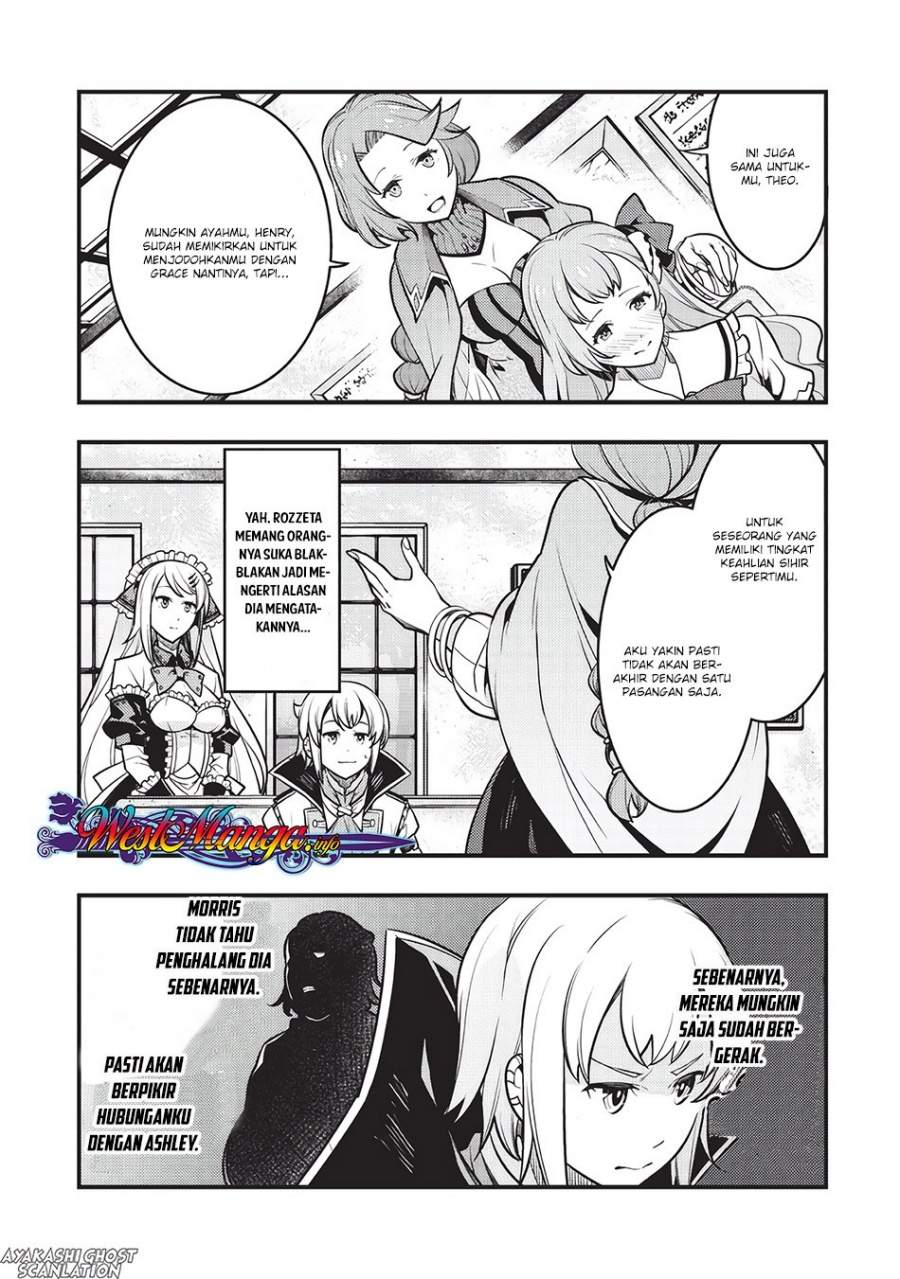 INI JUGA
SAMA UNTUK-
MU, THEO.
MUNGKIN AYAHMU, HENRY,
SUDAH MEMIKIRKAN UNTUK
MENJODOHKANMU DENGAN
GRACE NANTINYA, TAPI...
UNTUK
SESEORANG YANG
MEMILIKI TINGKAT
KEAHLIAN SIHIR
SEPERTIMU.
AKU YAKIN PASTI
TIDAK AKAN BER-
AKHIR DENGAN SATU
PASANGAN SAJA.
YAH. ROZZETA
MEMANG ORANG-
NYA SUKA BLAK-
BLAKAN JADI ME-
NGERTI ALASAN
DIA MENGATA-
KANNYA...
WestManga.info
SEBENARNYA,
MEREKA MUNGKIN
SAJA SUDAH BER-
GERAK.
MORRIS
TIDAK TAHU
PENGHALANG DIA
SEBENARNYA.
PASTI AKAN
BERPIKIR
HUBUNGANKU
DENGAN ASHLEY.
AYAKASHI GHOST
SCANLATION